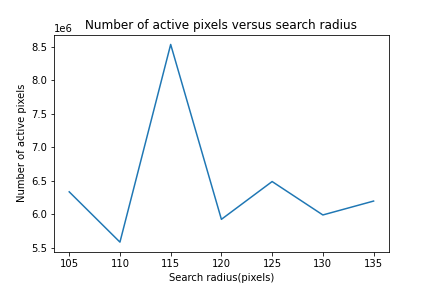 Number of active pixels versus search radius
1e6
8.5
8.0
7.5
7.0
6.5
6.0
5.5
Number of active pixels
105 110 115 120 125 130 135
Search radius(pixels)